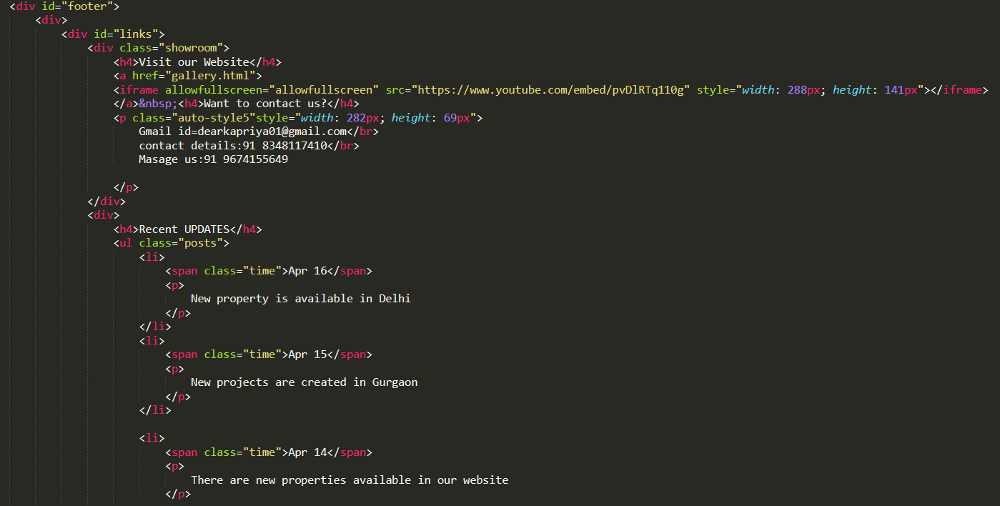 <div id="footer">
<div>
<div id="links">
<div class="showroom">
<h4>Visit our Website</h4>
<a href="gallery.html">
<iframe allowfullscreen="allowfullscreen" src="https://www.youtube.com/embed/pvDlRTq110g" style="width: 288px; height: 141px"></iframe>
</a>&nbsp;<h4>Want to contact us?</h4>
<p class="auto-style5"style="width: 282px; height: 69px">
Gmail id=dearkapriya01@gmail.com</br>
contact details:91 8348117410</br>
Masage us:91 9674155649
</p>
</div>
<div>
<h4>Recent UPDATES</h4>
<ul class="posts">
<li>
<span class="time">Apr 16</span>
<p>
New property is available in Delhi
</p>
</li>
<li>
<span class="time">Apr 15</span>
<p>
New projects are created in Gurgaon
</p>
</li>
<li>
<span class="time">Apr 14</span>
<p>
There are new properties available in our website
</p>